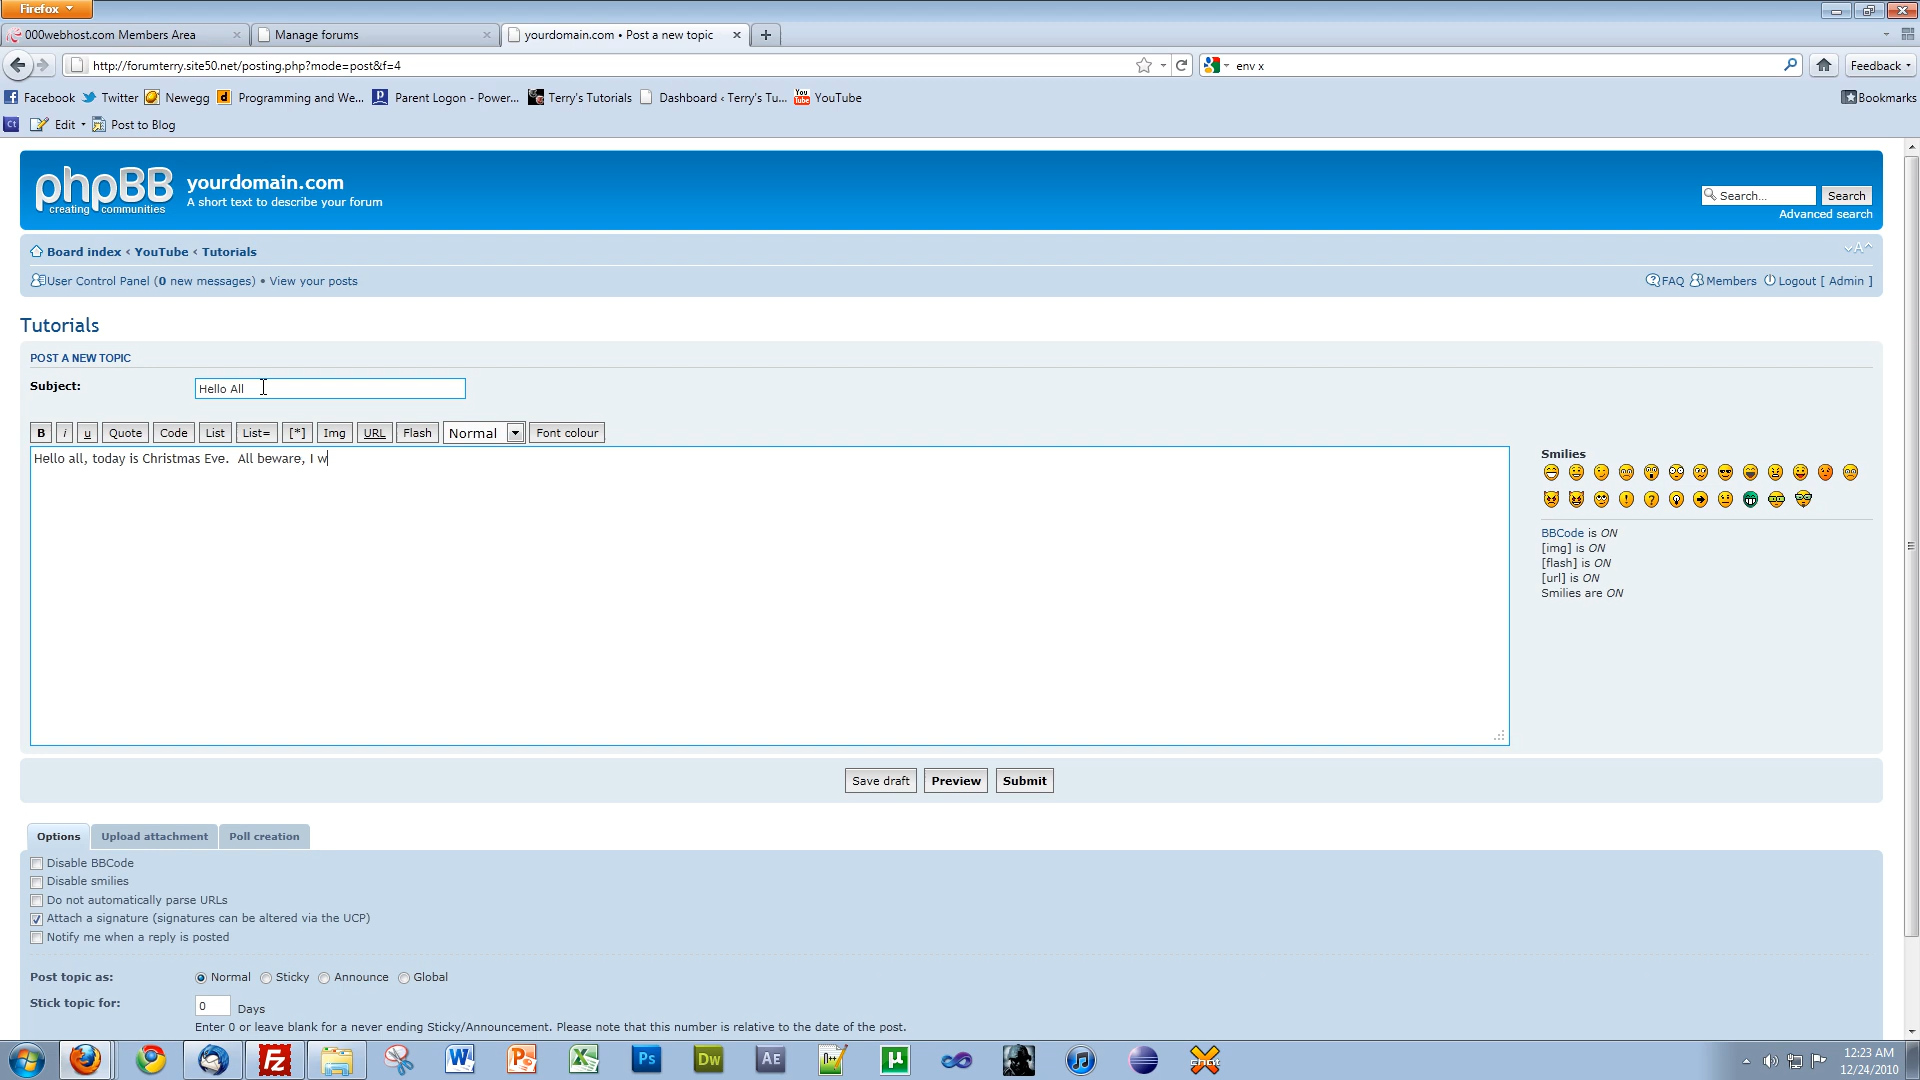 Firefox
000webhost.com Members Area
Manage forums
yourdomain.com • Post a new topic
http://forumterry.site50.net/posting.php?mode=post&f=4
env x
Feedback
Facebook
Twitter
Newegg
Programming and We...
Parent Logon - Power...
Terry's Tutorials
Dashboard ‹ Terry's Tu...
YouTube
Bookmarks
Edit
Post to Blog
phpBB
creating communities
yourdomain.com
A short text to describe your forum
Search...
Search
Advanced search
Board index ‹ YouTube ‹ Tutorials
User Control Panel (0 new messages) • View your posts
FAQ
Members
Logout [ Admin ]
Tutorials
POST A NEW TOPIC
Subject:
Hello All
B i u Quote Code List List= [*] Img URL Flash Normal Font colour
Hello all, today is Christmas Eve.  All beware, I w
Smilies
BBCode is ON
[img] is ON
[flash] is ON
[url] is ON
Smilies are ON
Save draft
Preview
Submit
Options
Upload attachment
Poll creation
Disable BBCode
Disable smilies
Do not automatically parse URLs
Attach a signature (signatures can be altered via the UCP)
Notify me when a reply is posted
Post topic as:
Normal Sticky Announce Global
Stick topic for:
0 Days
Enter 0 or leave blank for a never ending Sticky/Announcement. Please note that this number is relative to the date of the post.
12:23 AM
12/24/2010